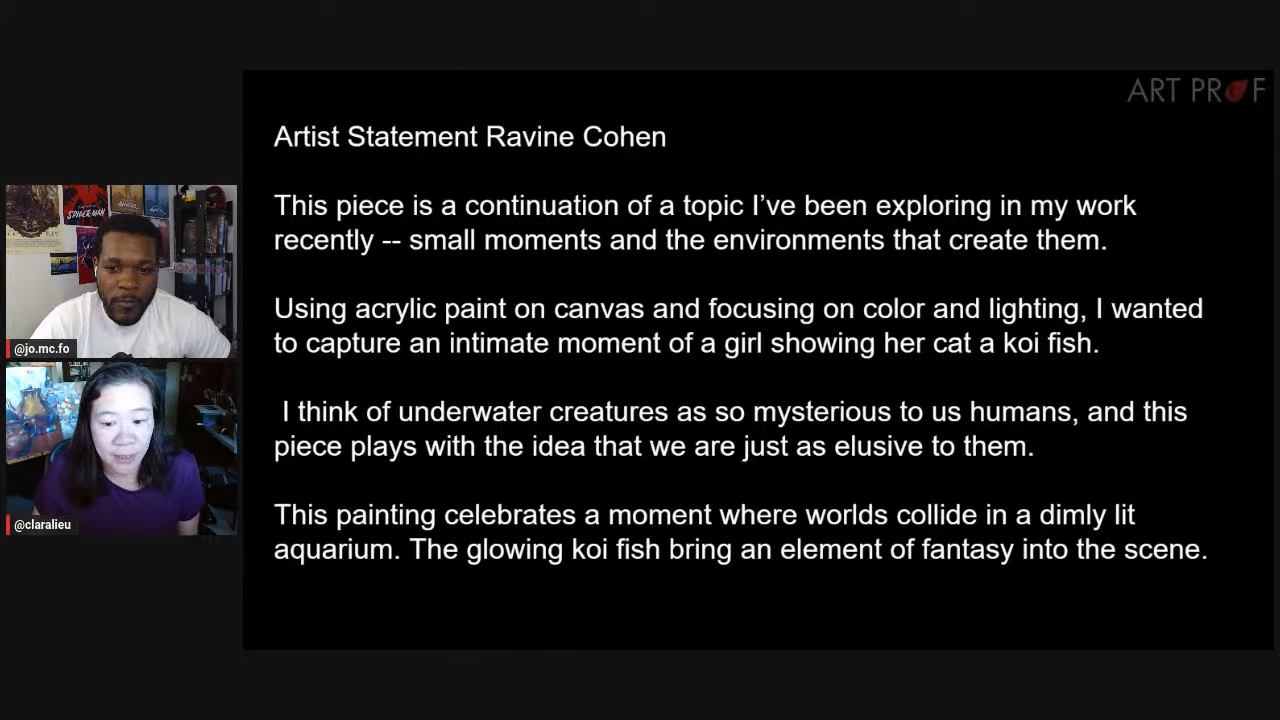 ART PROF
Artist Statement Ravine Cohen
This piece is a continuation of a topic I’ve been exploring in my work
recently -- small moments and the environments that create them.
Using acrylic paint on canvas and focusing on color and lighting, I wanted
to capture an intimate moment of a girl showing her cat a koi fish.
I think of underwater creatures as so mysterious to us humans, and this
piece plays with the idea that we are just as elusive to them.
This painting celebrates a moment where worlds collide in a dimly lit
aquarium. The glowing koi fish bring an element of fantasy into the scene.
SPIDER-MAN
@jo.mc.fo
@claralieu